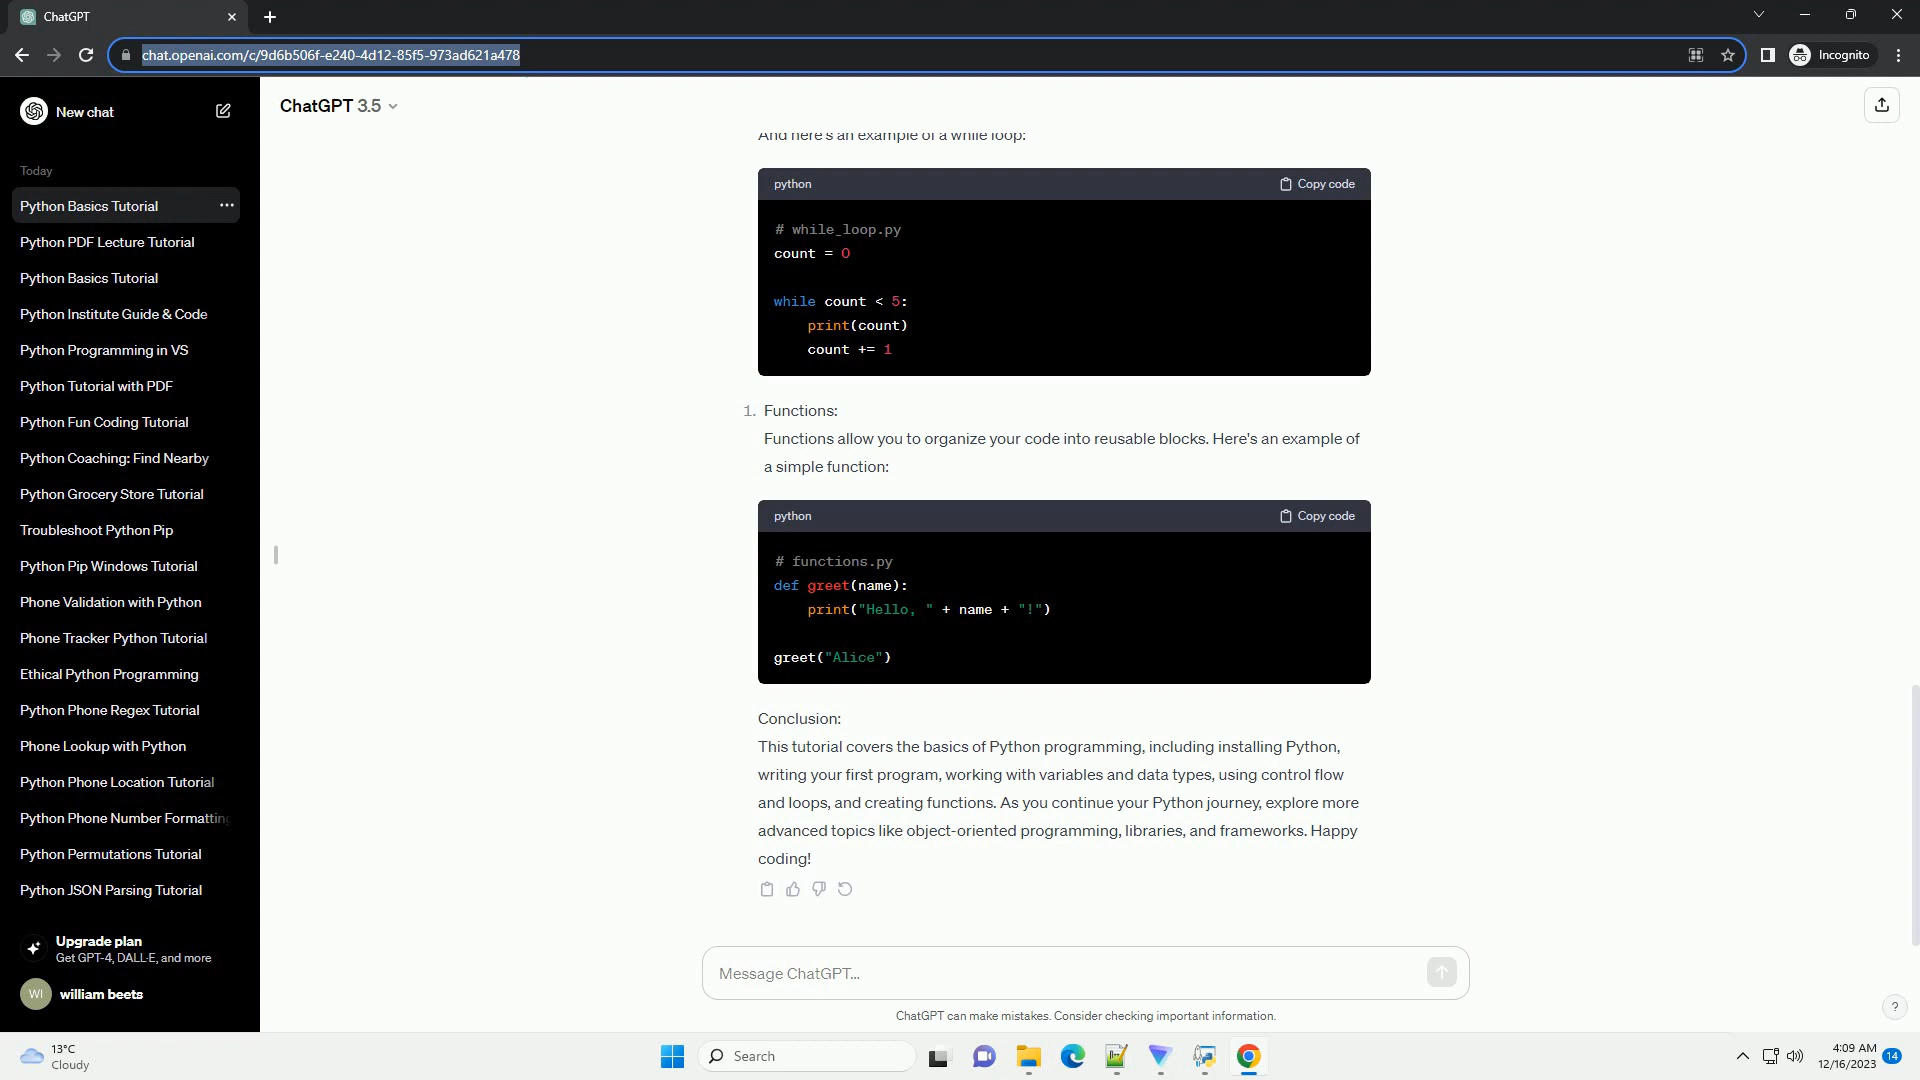 ChatGPT
chat.openai.com/c/9d6b506f-e240-4d12-85f5-973ad621a478
Incognito
New chat
ChatGPT 3.5
Today
Python Basics Tutorial
Python PDF Lecture Tutorial
Python Basics Tutorial
Python Institute Guide & Code
Python Programming in VS
Python Tutorial with PDF
Python Fun Coding Tutorial
Python Coaching: Find Nearby
Python Grocery Store Tutorial
Troubleshoot Python Pip
Python Pip Windows Tutorial
Phone Validation with Python
Phone Tracker Python Tutorial
Ethical Python Programming
Python Phone Regex Tutorial
Phone Lookup with Python
Python Phone Location Tutorial
Python Phone Number Formatting
Python Permutations Tutorial
Python JSON Parsing Tutorial
Upgrade plan
Get GPT-4, DALL·E, and more
WI
william beets
And here's an example of a while loop:
python
Copy code
# while_loop.py
count = 0
while count < 5:
    print(count)
    count += 1
1. Functions:
Functions allow you to organize your code into reusable blocks. Here's an example of
a simple function:
python
Copy code
# functions.py
def greet(name):
    print("Hello, " + name + "!")
greet("Alice")
Conclusion:
This tutorial covers the basics of Python programming, including installing Python,
writing your first program, working with variables and data types, using control flow
and loops, and creating functions. As you continue your Python journey, explore more
advanced topics like object-oriented programming, libraries, and frameworks. Happy
coding!
Message ChatGPT...
ChatGPT can make mistakes. Consider checking important information.
?
13°C
Cloudy
Search
4:09 AM
12/16/2023
14